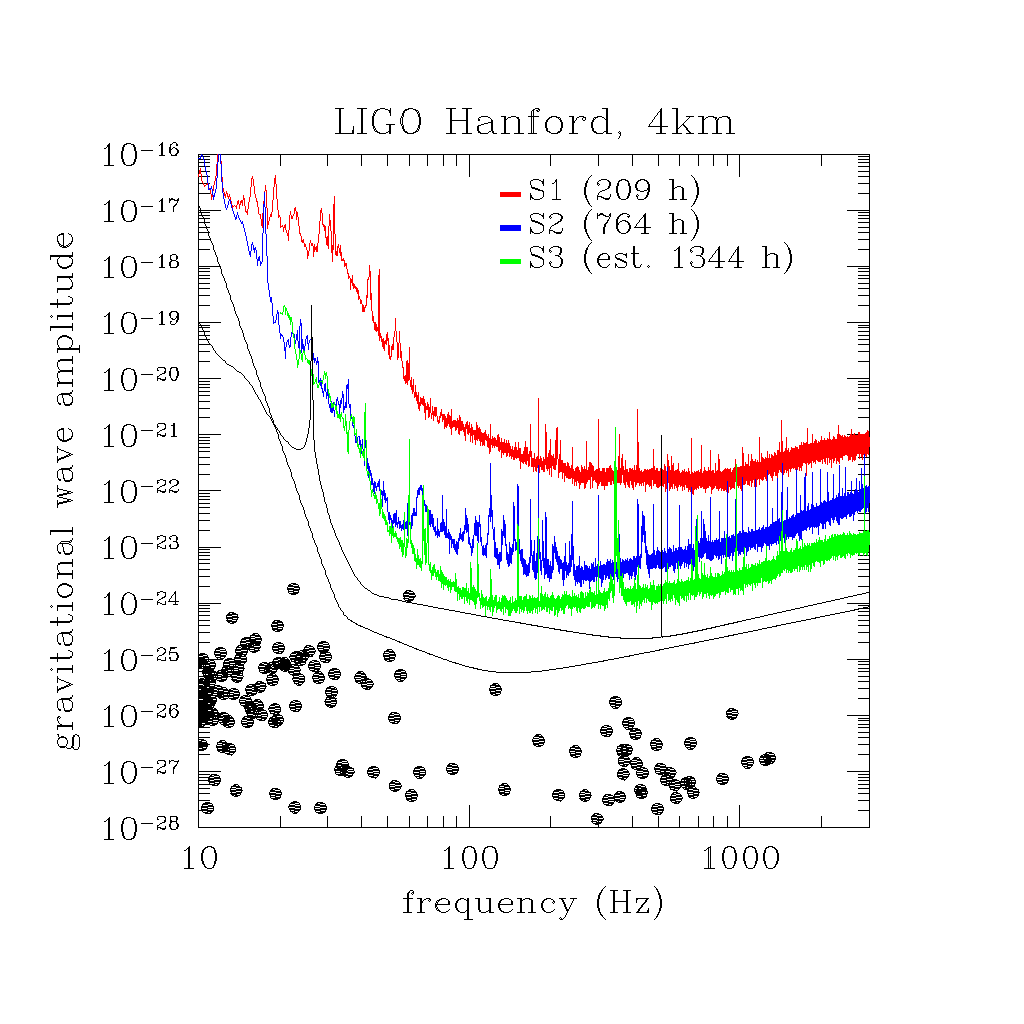 LIGO Hanford, 4km
S1 (209 h)
S2 (764 h)
S3 (est. 1344 h)
gravitational wave amplitude
10⁻¹⁶
10⁻¹⁷
10⁻¹⁸
10⁻¹⁹
10⁻²⁰
10⁻²¹
10⁻²²
10⁻²³
10⁻²⁴
10⁻²⁵
10⁻²⁶
10⁻²⁷
10⁻²⁸
10 100 1000
frequency (Hz)